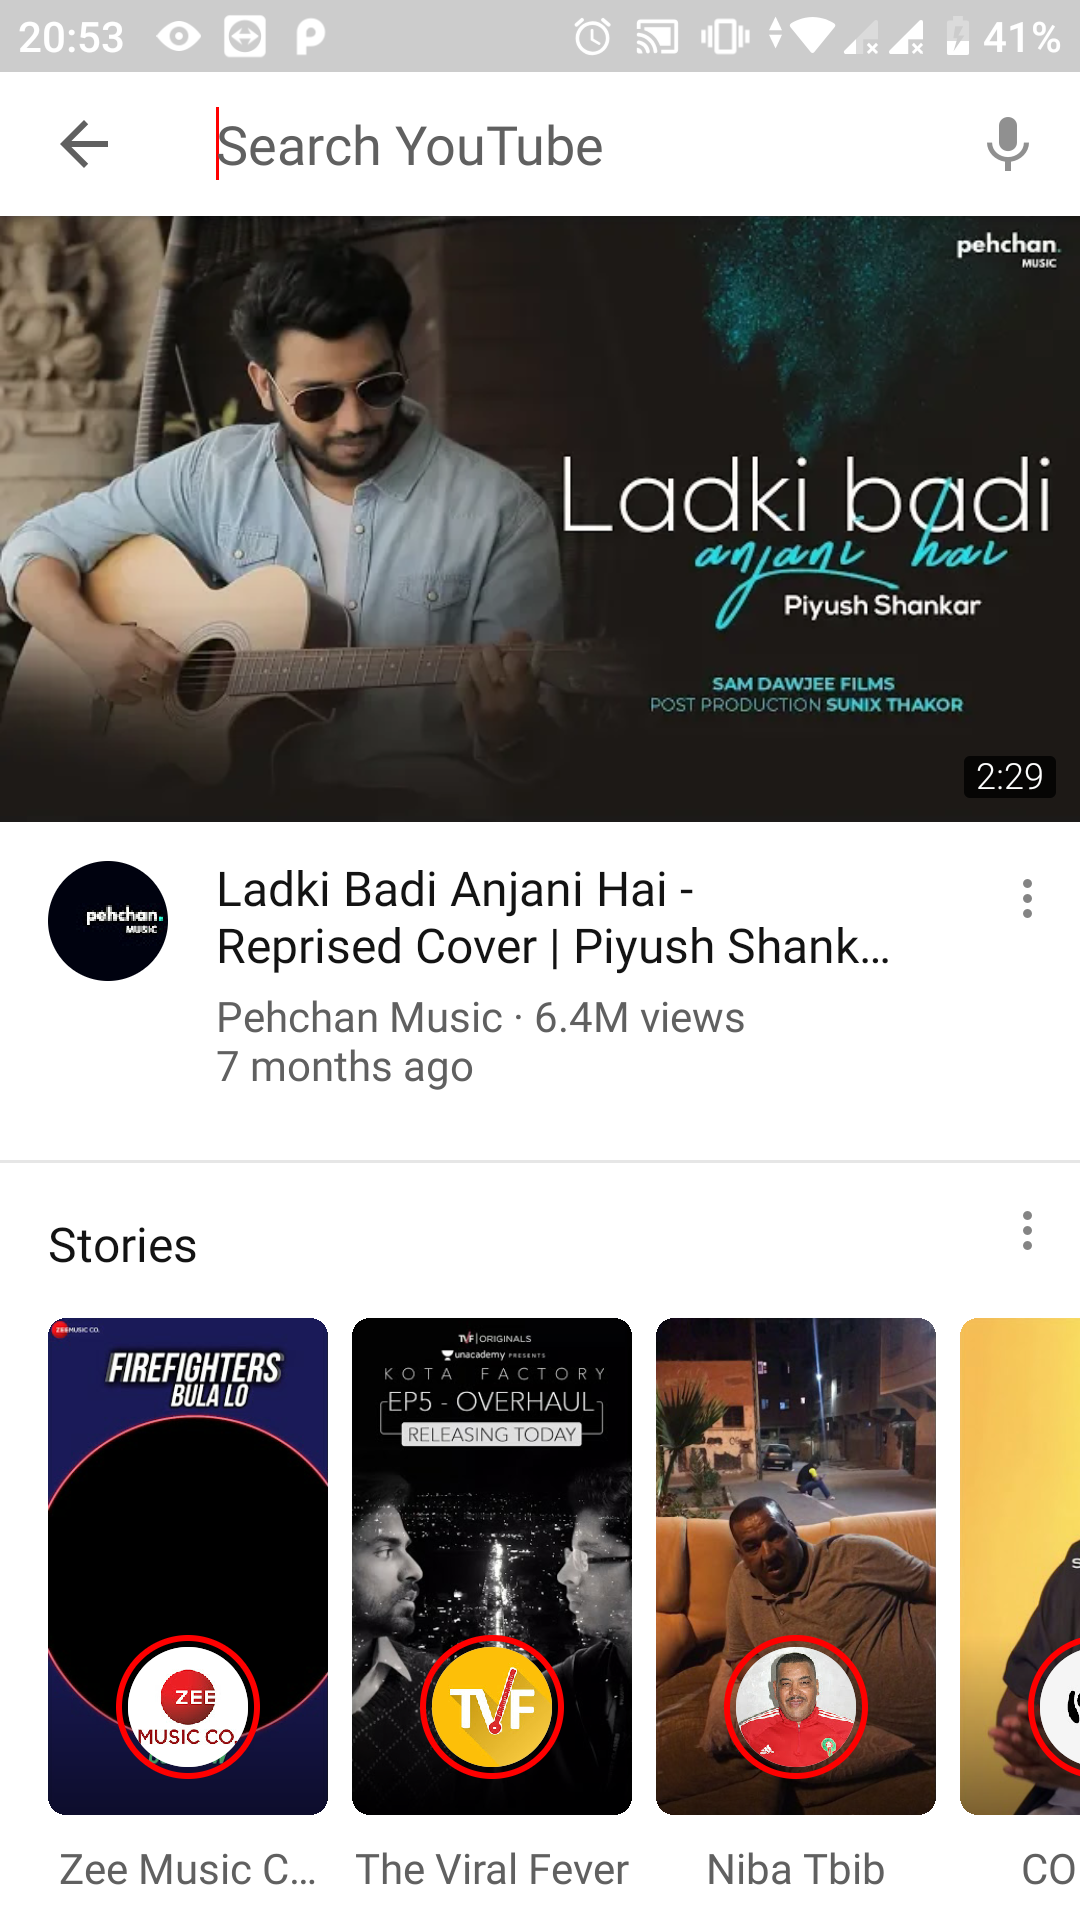 20:53
41%
Search YouTube
pehchan.
MUSIC
Ladki badi
anjani hai
Piyush Shankar
SAM DAWJEE FILMS
POST PRODUCTION SUNIX THAKOR
2:29
pehchan.
MUSIC
Ladki Badi Anjani Hai -
Reprised Cover | Piyush Shank...
Pehchan Music · 6.4M views
7 months ago
Stories
ZEE MUSIC CO.
FIREFIGHTERS
BULA LO
ZEE
MUSIC CO.
Zee Music C...
TVF | ORIGINALS
unacademy PRESENTS
KOTA FACTORY
EP5 - OVERHAUL
RELEASING TODAY
TVF
The Viral Fever
Niba Tbib
CO